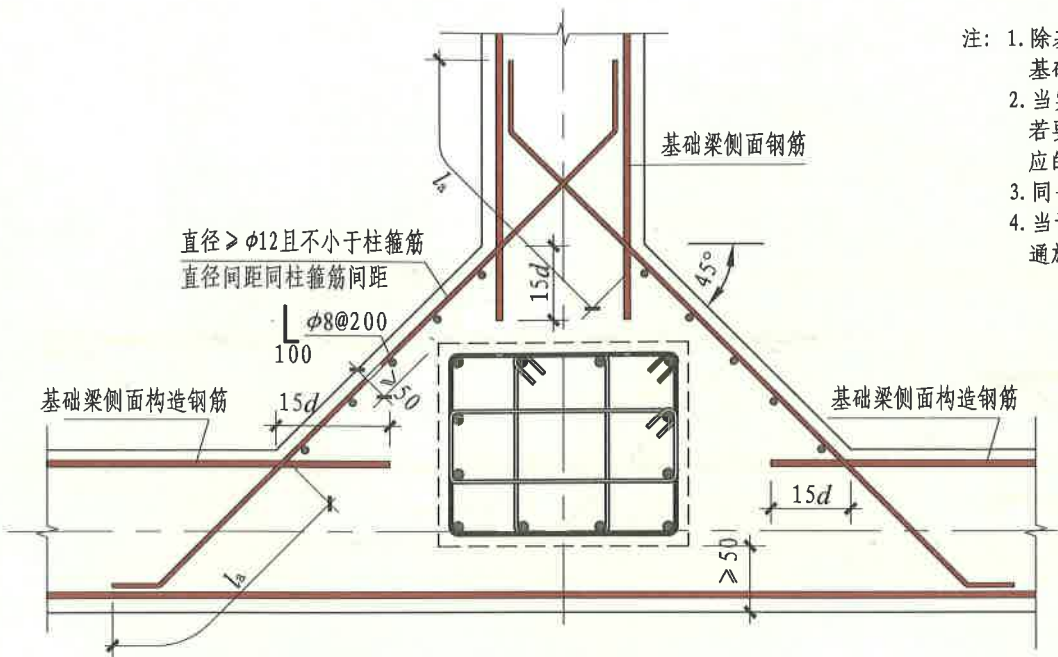 注: 1. 除
基
2. 当
若
应
3. 同
4. 当
通
基础梁侧面钢筋
la
直径≥ϕ12且不小于柱箍筋
直径间距同柱箍筋间距
15d
45°
ϕ8@200
100
≥50
基础梁侧面构造钢筋
15d
基础梁侧面构造钢筋
15d
la
≥50